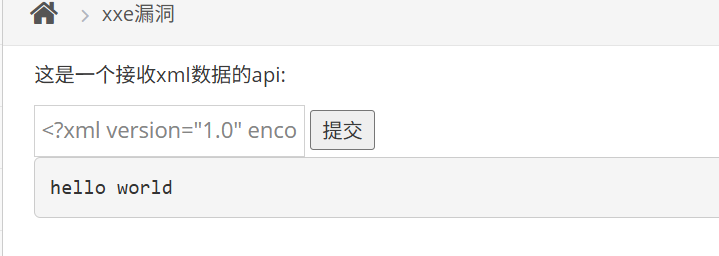 xxe漏洞
这是一个接收xml数据的api:
<?xml version="1.0" enco 提交
hello world